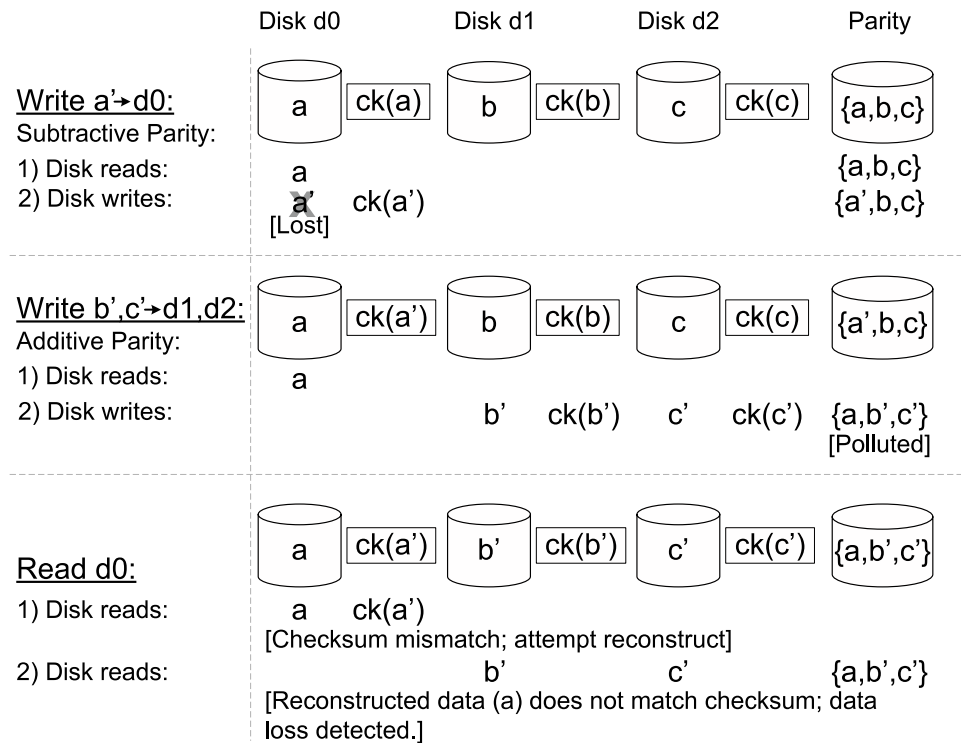 Disk d0 Disk d1 Disk d2 Parity
Write a'→d0: a ck(a) b ck(b) c ck(c) {a,b,c}
Subtractive Parity:
1) Disk reads: a {a,b,c}
2) Disk writes: a' ck(a') {a',b,c}
[Lost]
Write b',c'→d1,d2: a ck(a') b ck(b) c ck(c) {a',b,c}
Additive Parity:
1) Disk reads: a
2) Disk writes: b' ck(b') c' ck(c') {a,b',c'}
[Polluted]
Read d0: a ck(a') b' ck(b') c' ck(c') {a,b',c'}
1) Disk reads: a ck(a')
[Checksum mismatch; attempt reconstruct]
2) Disk reads: b' c' {a,b',c'}
[Reconstructed data (a) does not match checksum; data
loss detected.]